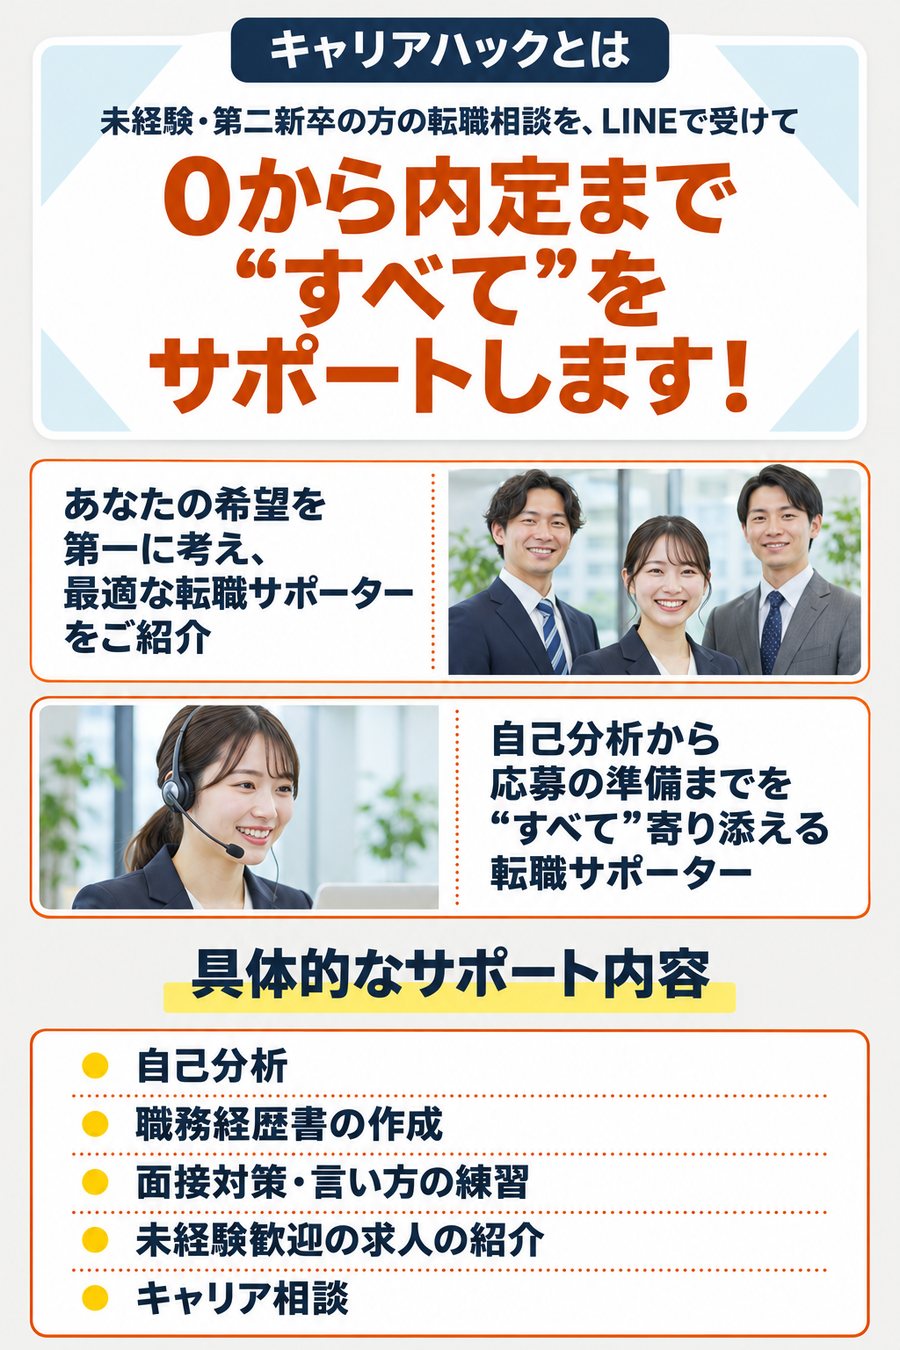 キャリアハックとは
未経験・第二新卒の方の転職相談を、LINEで受けて
0から内定まで
“すべて”を
サポートします!
あなたの希望を
第一に考え、
最適な転職サポーター
をご紹介
自己分析から
応募の準備までを
“すべて”寄り添える
転職サポーター
具体的なサポート内容
自己分析
職務経歴書の作成
面接対策・言い方の練習
未経験歓迎の求人の紹介
キャリア相談